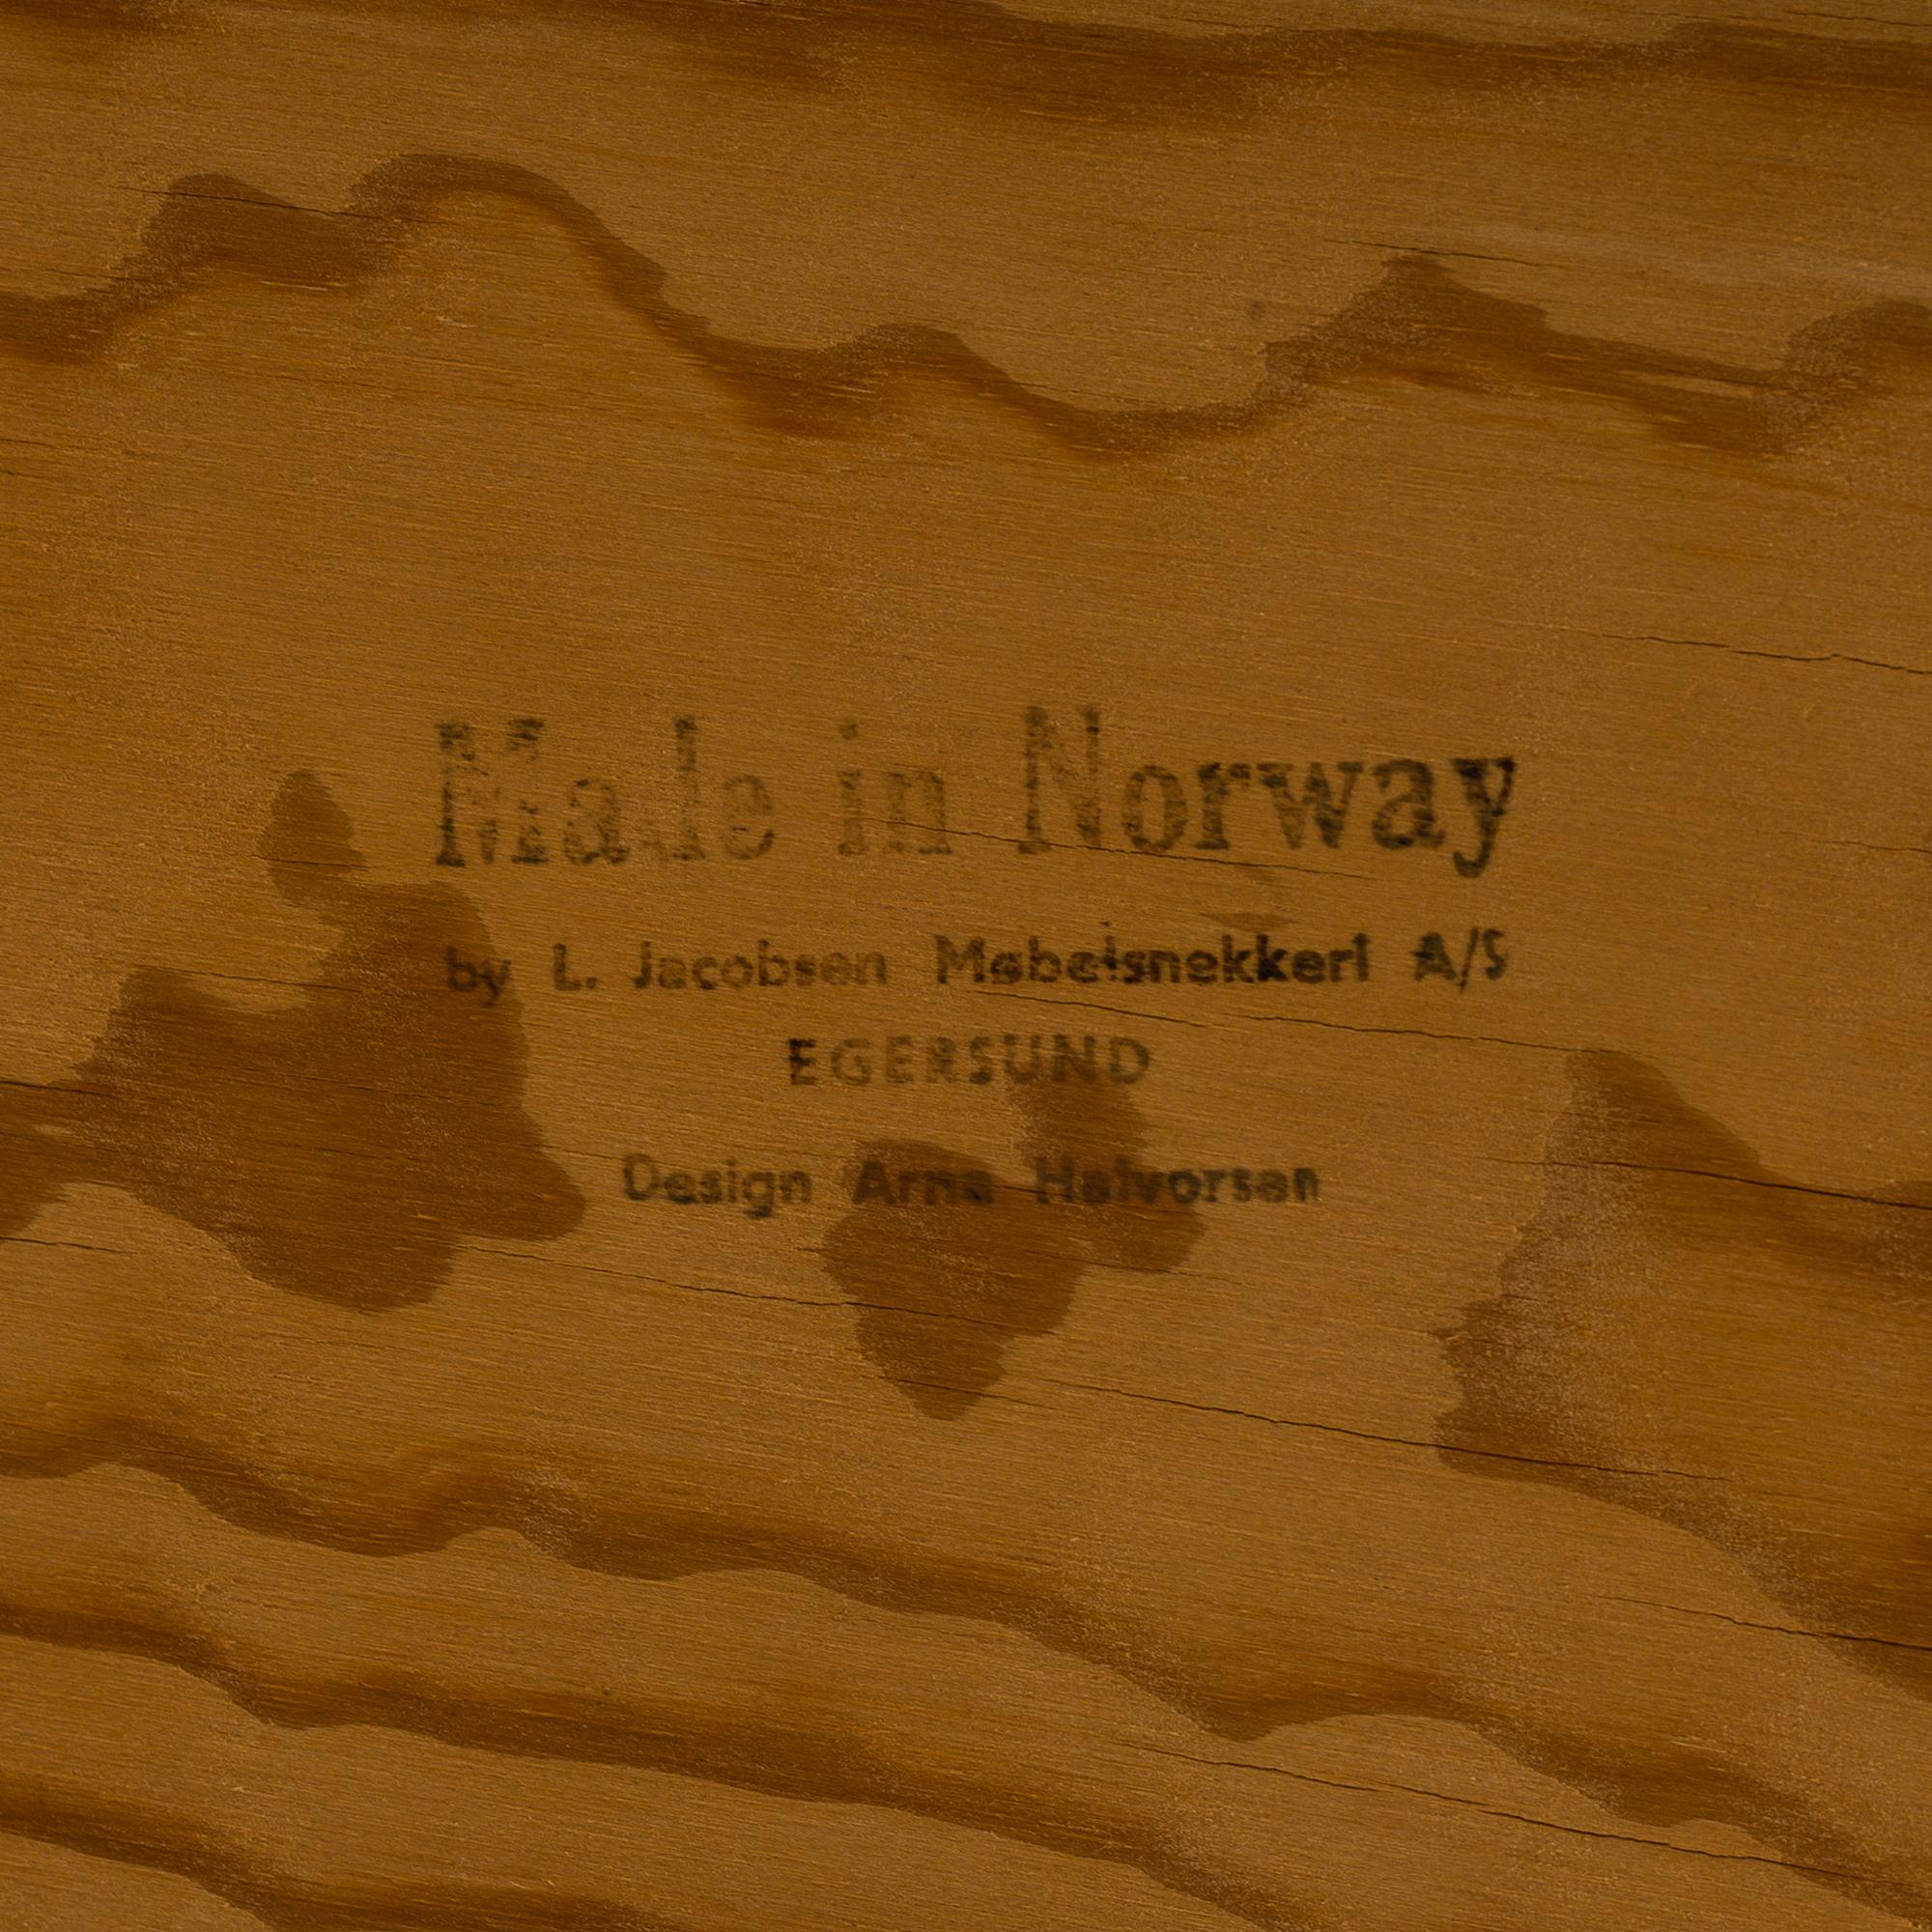 Made in Norway
by L. Jacobsen Møbelsnekkeri A/S
EGERSUND
Design Arne Halvorsen